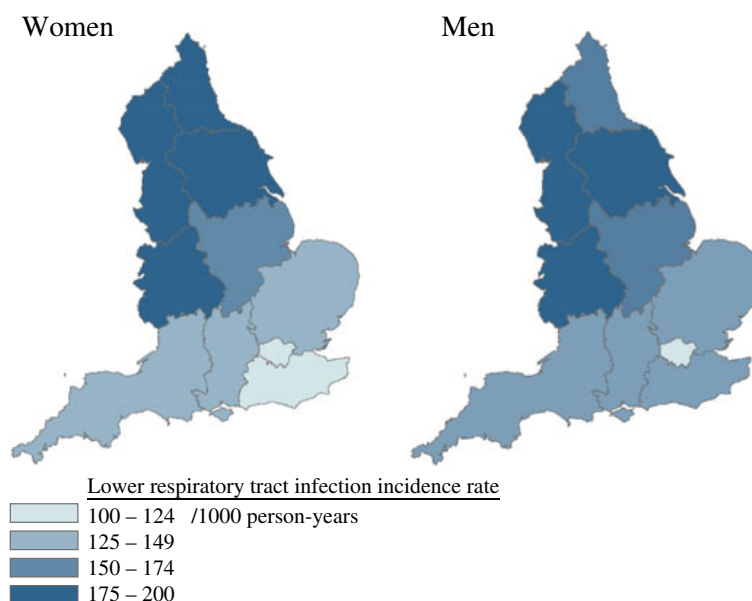 Women
Men
Lower respiratory tract infection incidence rate
100 – 124 /1000 person-years
125 – 149
150 – 174
175 – 200